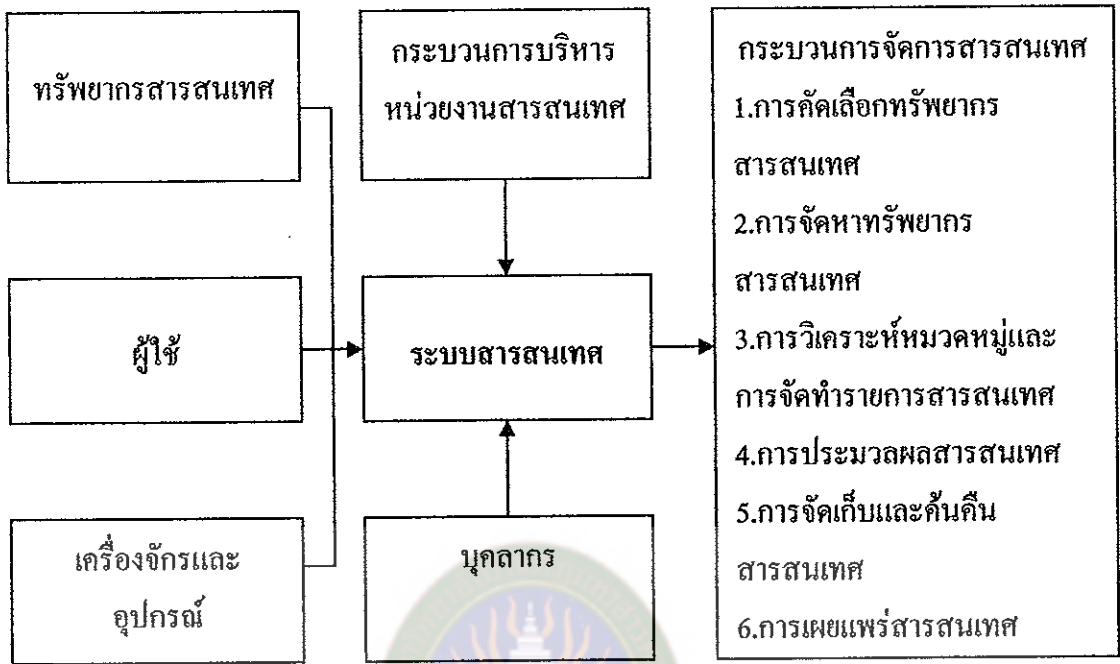 ทรัพยากรสารสนเทศ
กระบวนการบริหาร
หน่วยงานสารสนเทศ
ผู้ใช้
ระบบสารสนเทศ
เครื่องจักรและ
อุปกรณ์
บุคลากร
กระบวนการจัดการสารสนเทศ
1.การคัดเลือกทรัพยากร
สารสนเทศ
2.การจัดหาทรัพยากร
สารสนเทศ
3.การวิเคราะห์หมวดหมู่และ
การจัดทำรายการสารสนเทศ
4.การประมวลผลสารสนเทศ
5.การจัดเก็บและค้นคืน
สารสนเทศ
6.การเผยแพร่สารสนเทศ